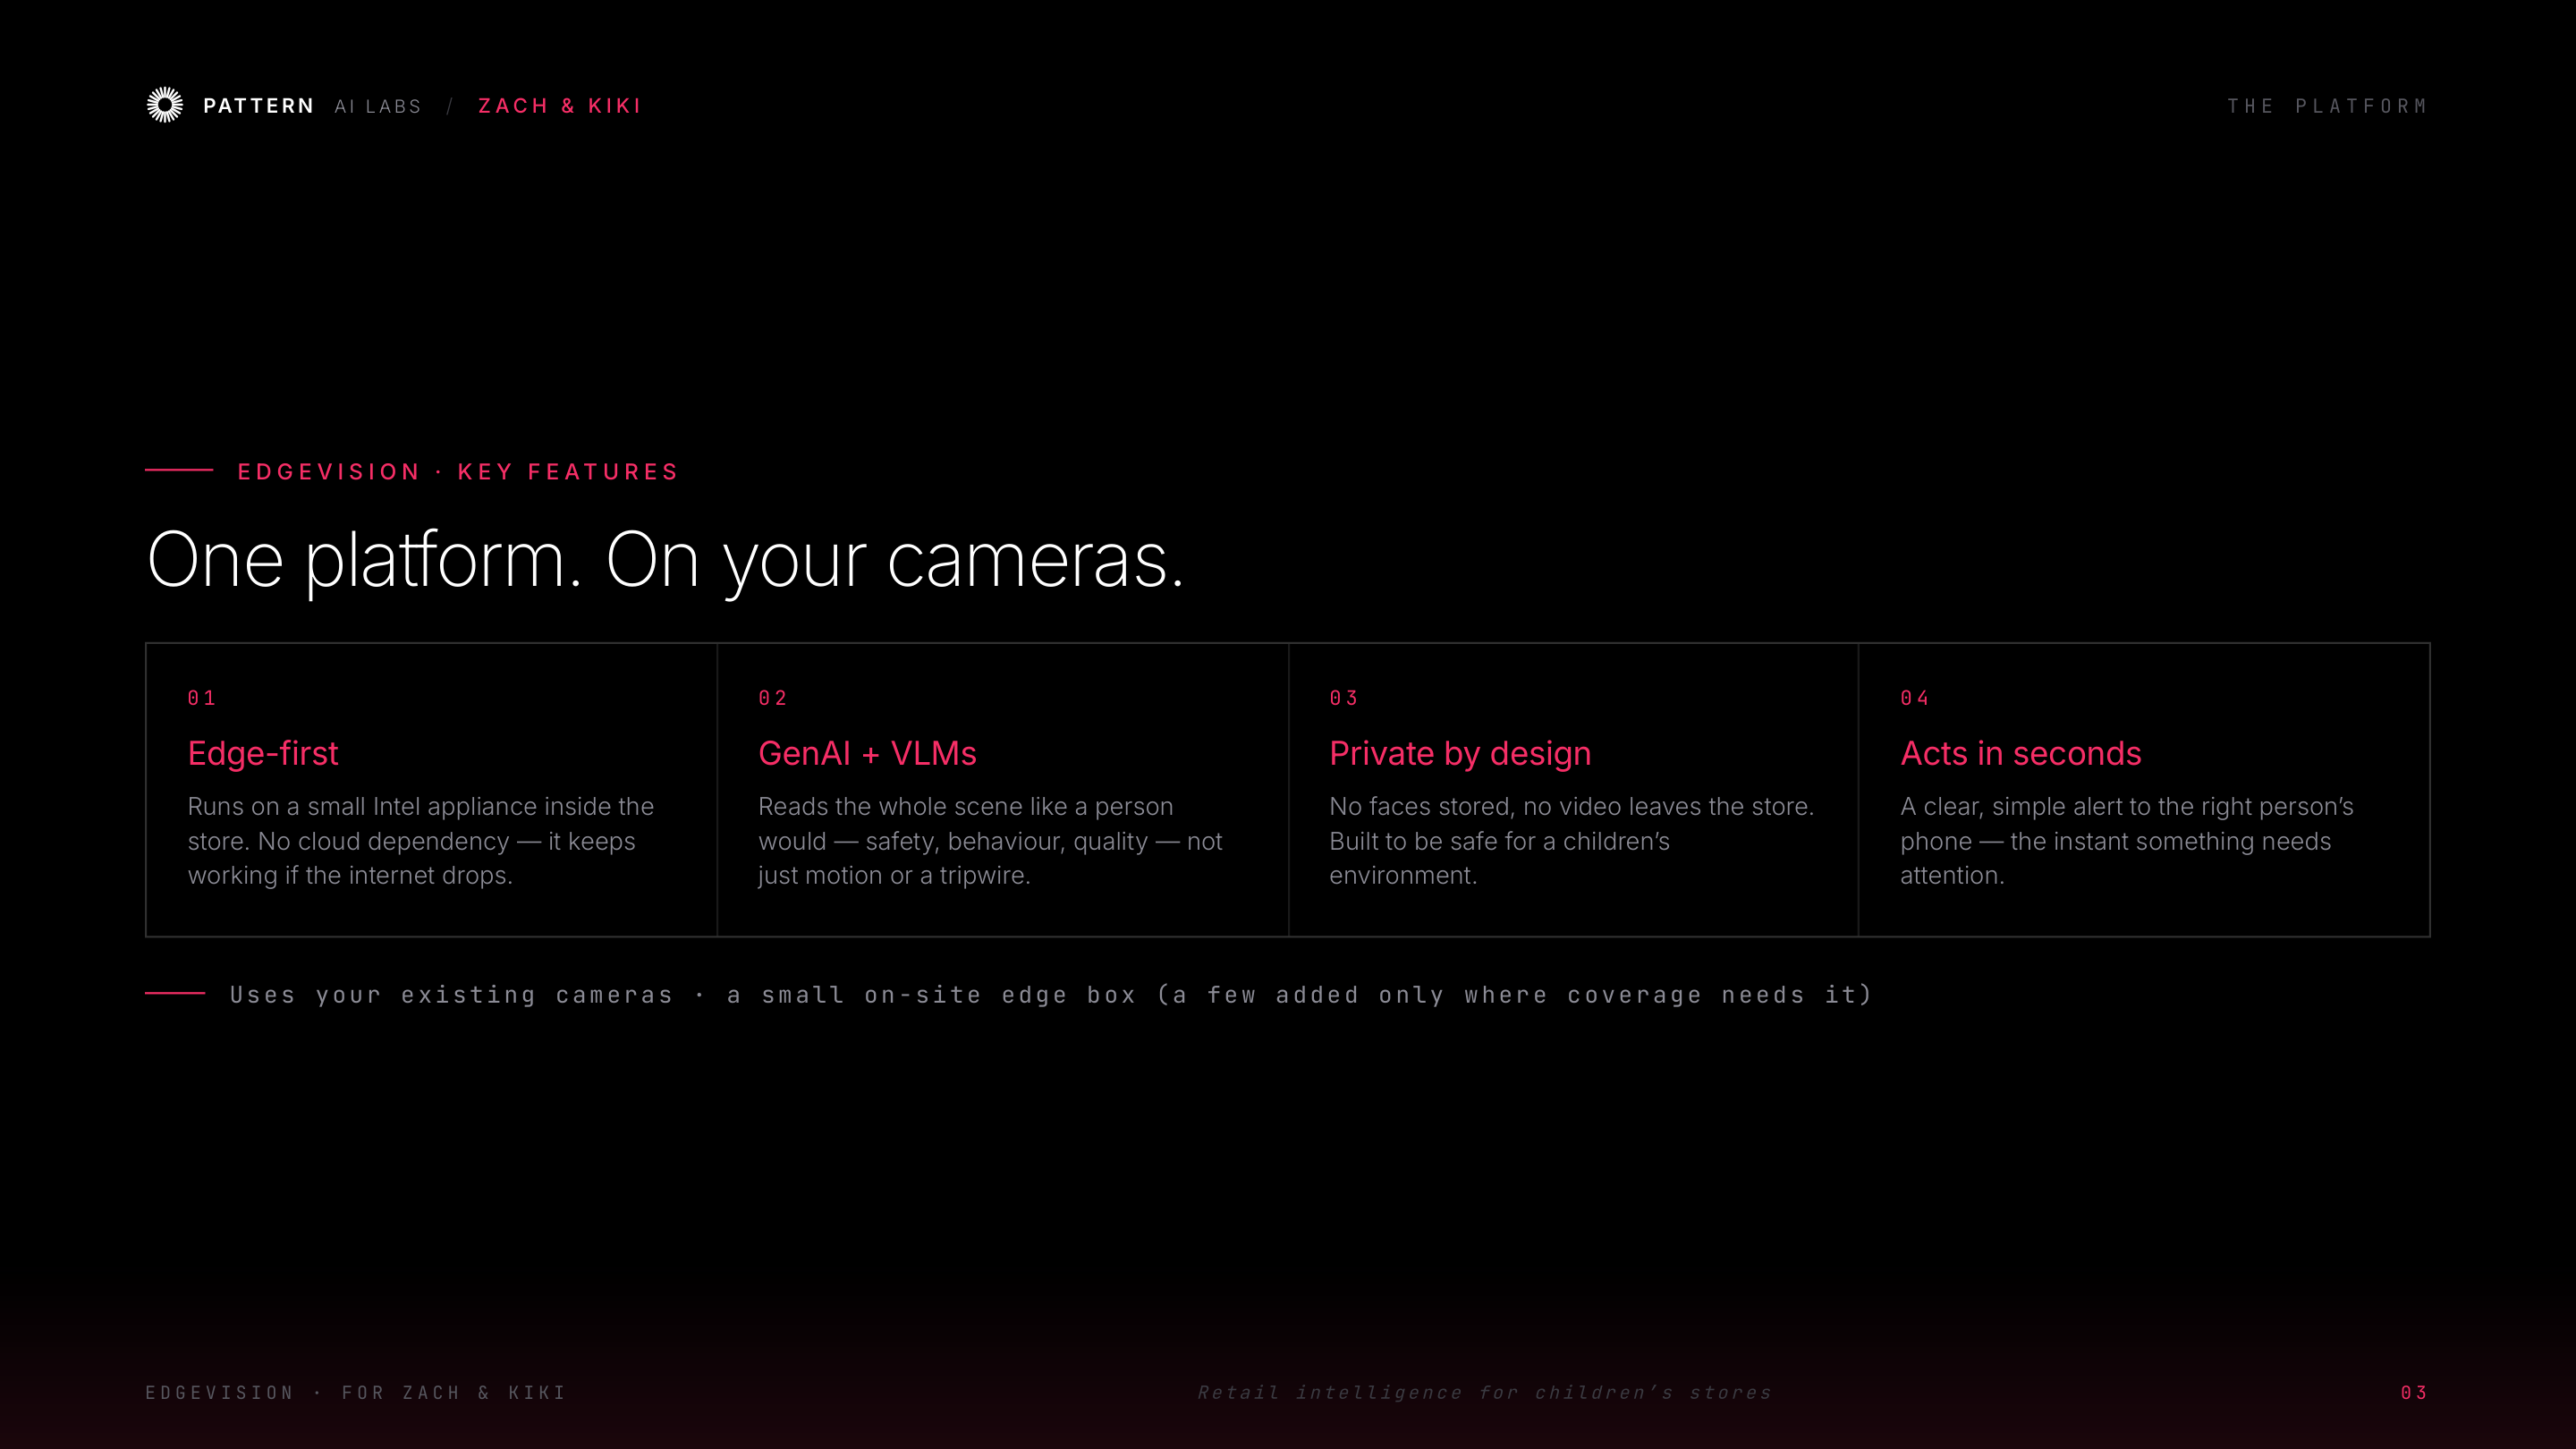 PATTERN AI LABS / ZACH & KIKI
THE PLATFORM
EDGEVISION · KEY FEATURES
One platform. On your cameras.
01
Edge-first
Runs on a small Intel appliance inside the
store. No cloud dependency — it keeps
working if the internet drops.
02
GenAI + VLMs
Reads the whole scene like a person
would — safety, behaviour, quality — not
just motion or a tripwire.
03
Private by design
No faces stored, no video leaves the store.
Built to be safe for a children’s
environment.
04
Acts in seconds
A clear, simple alert to the right person’s
phone — the instant something needs
attention.
Uses your existing cameras · a small on-site edge box (a few added only where coverage needs it)
EDGEVISION · FOR ZACH & KIKI
Retail intelligence for children’s stores
03